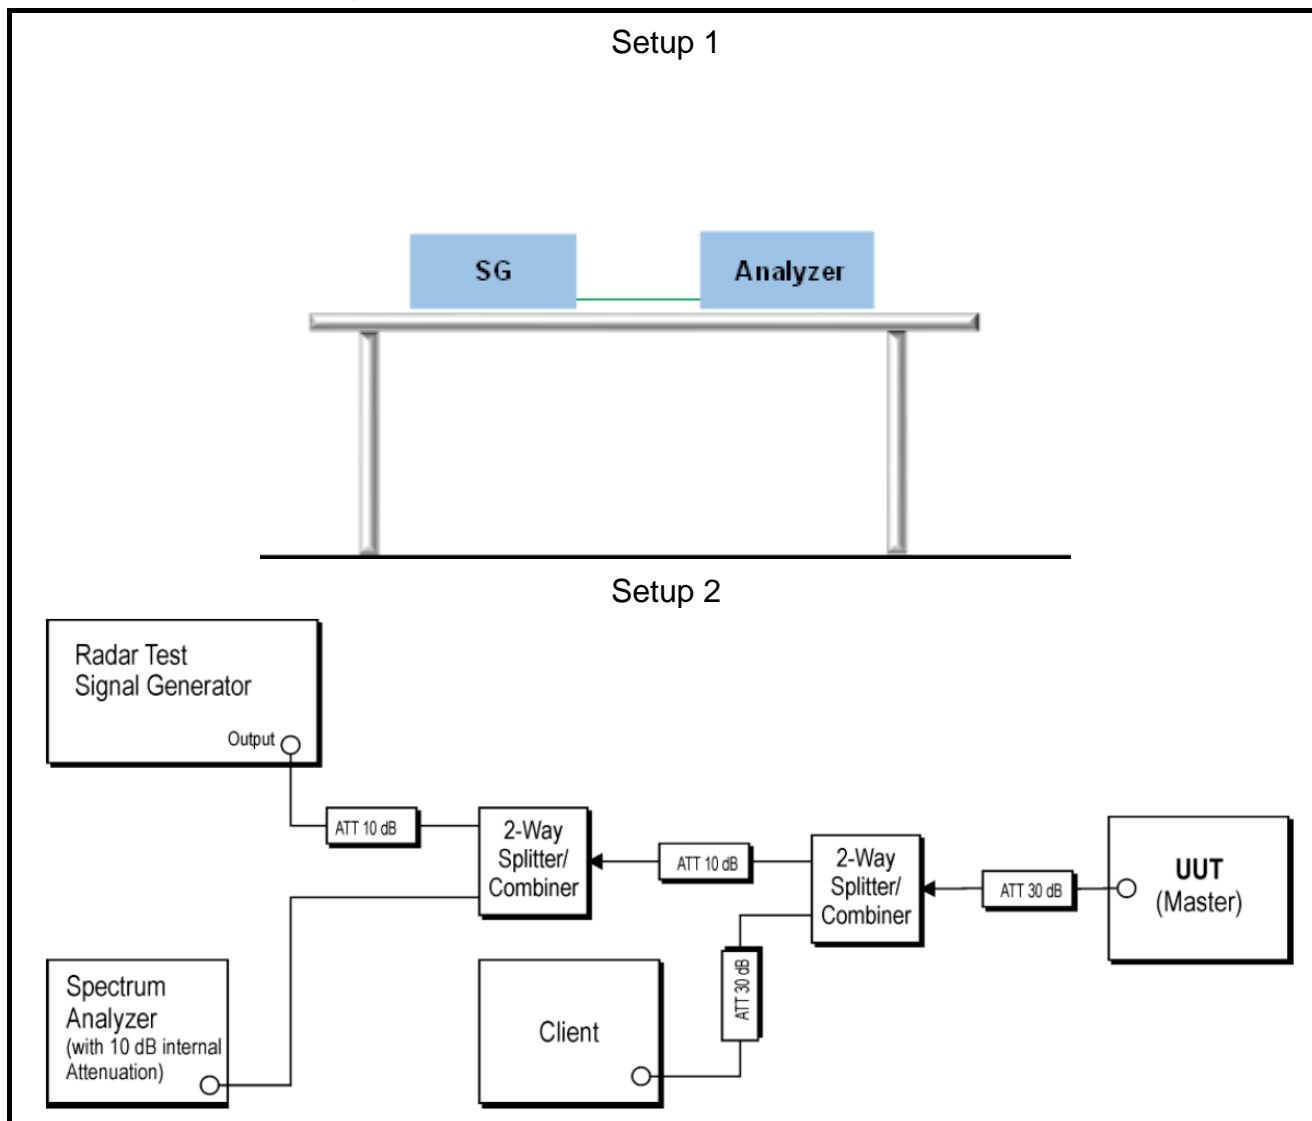 Setup 1
SG
Analyzer
Setup 2
Radar Test
Signal Generator
Output
ATT 10 dB
2-Way
Splitter/
Combiner
ATT 10 dB
2-Way
Splitter/
Combiner
ATT 30 dB
UUT
(Master)
Spectrum
Analyzer
(with 10 dB internal
Attenuation)
Client
ATT 30 dB